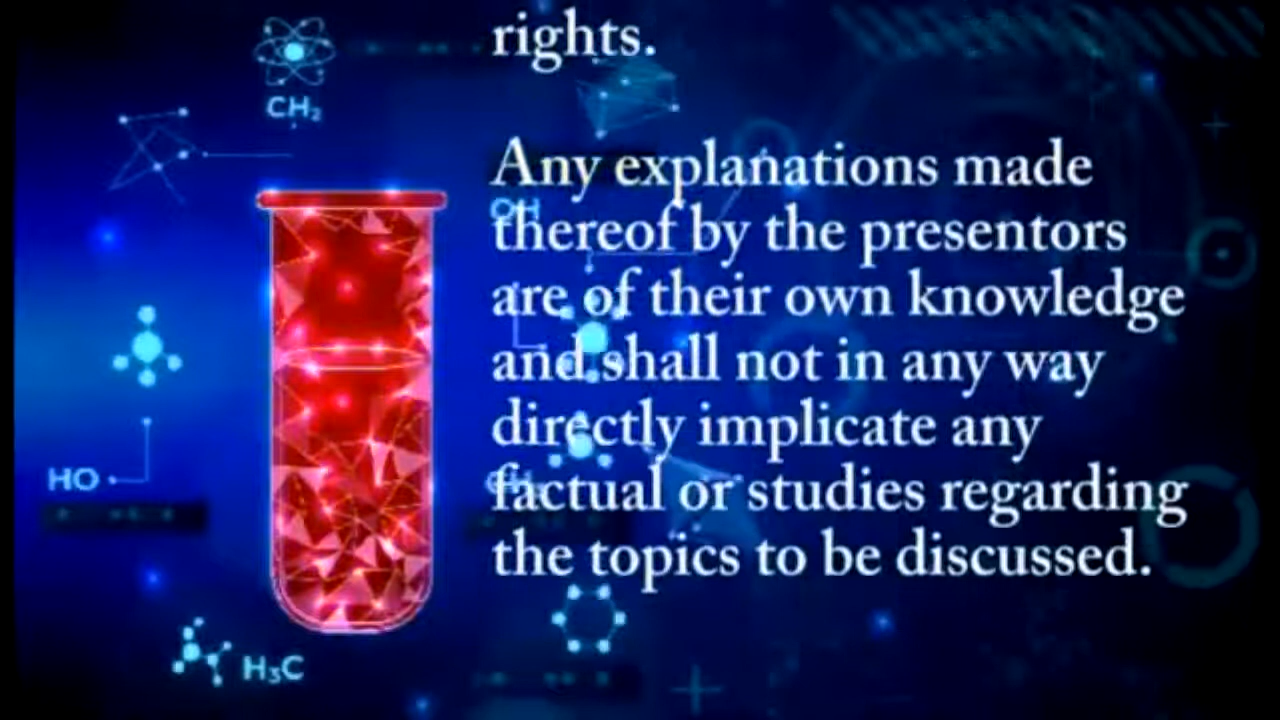 rights.
CH₂
Any explanations made
OH
thereof by the presentors
are of their own knowledge
and shall not in any way
directly implicate any
HO
factual or studies regarding
the topics to be discussed.
H₃C